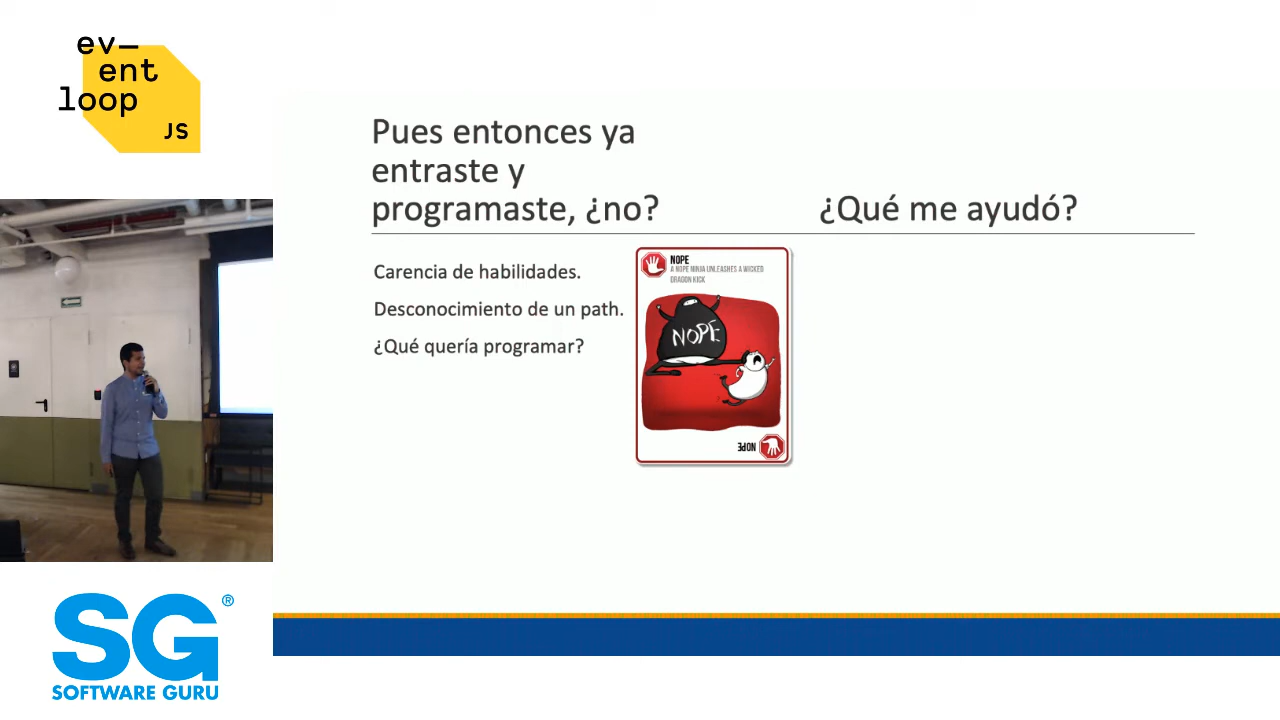 ev—
ent
loop
JS
Pues entonces ya
entraste y
programaste, ¿no?
¿Qué me ayudó?
Carencia de habilidades.
Desconocimiento de un path.
¿Qué quería programar?
NOPE
A NOPE NINJA UNLEASHES A WICKED
DRAGON KICK
NOPE
NOPE
SG®
SOFTWARE GURU